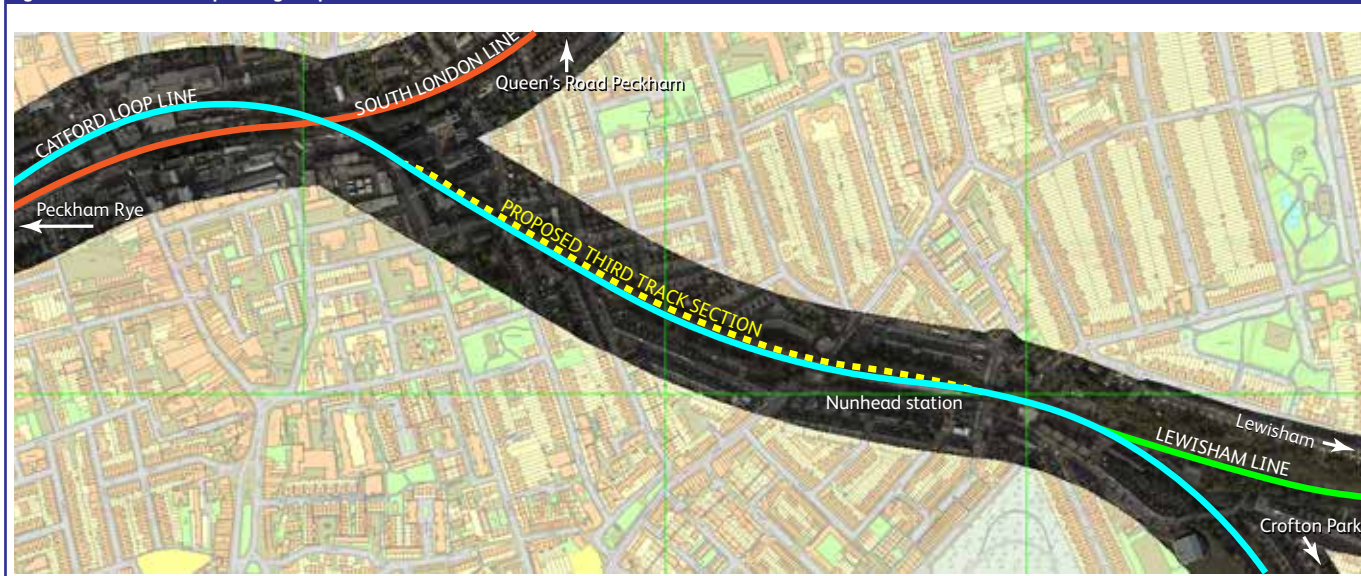 SOUTH LONDON LINE
Queen's Road Peckham
CATFORD LOOP LINE
Peckham Rye
PROPOSED THIRD TRACK SECTION
Nunhead station
Lewisham
LEWISHAM LINE
Crofton Park